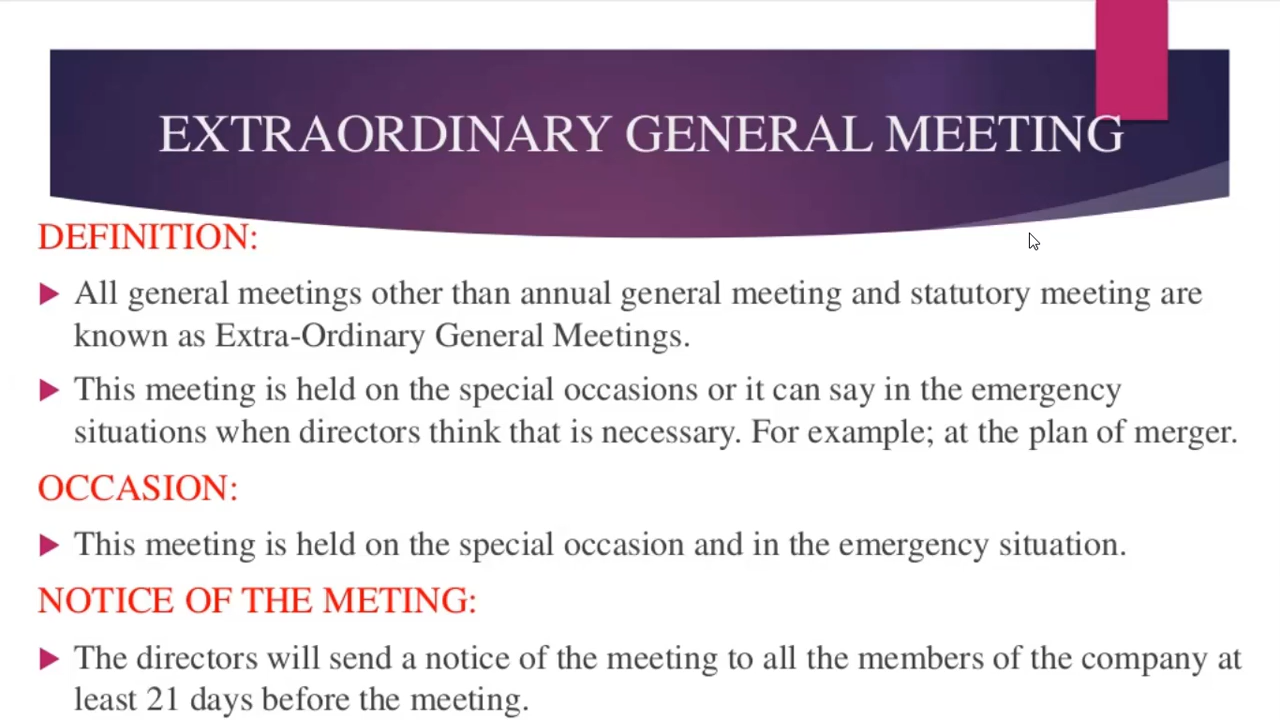 EXTRAORDINARY GENERAL MEETING
DEFINITION:
All general meetings other than annual general meeting and statutory meeting are
known as Extra-Ordinary General Meetings.
This meeting is held on the special occasions or it can say in the emergency
situations when directors think that is necessary. For example; at the plan of merger.
OCCASION:
This meeting is held on the special occasion and in the emergency situation.
NOTICE OF THE METING:
The directors will send a notice of the meeting to all the members of the company at
least 21 days before the meeting.